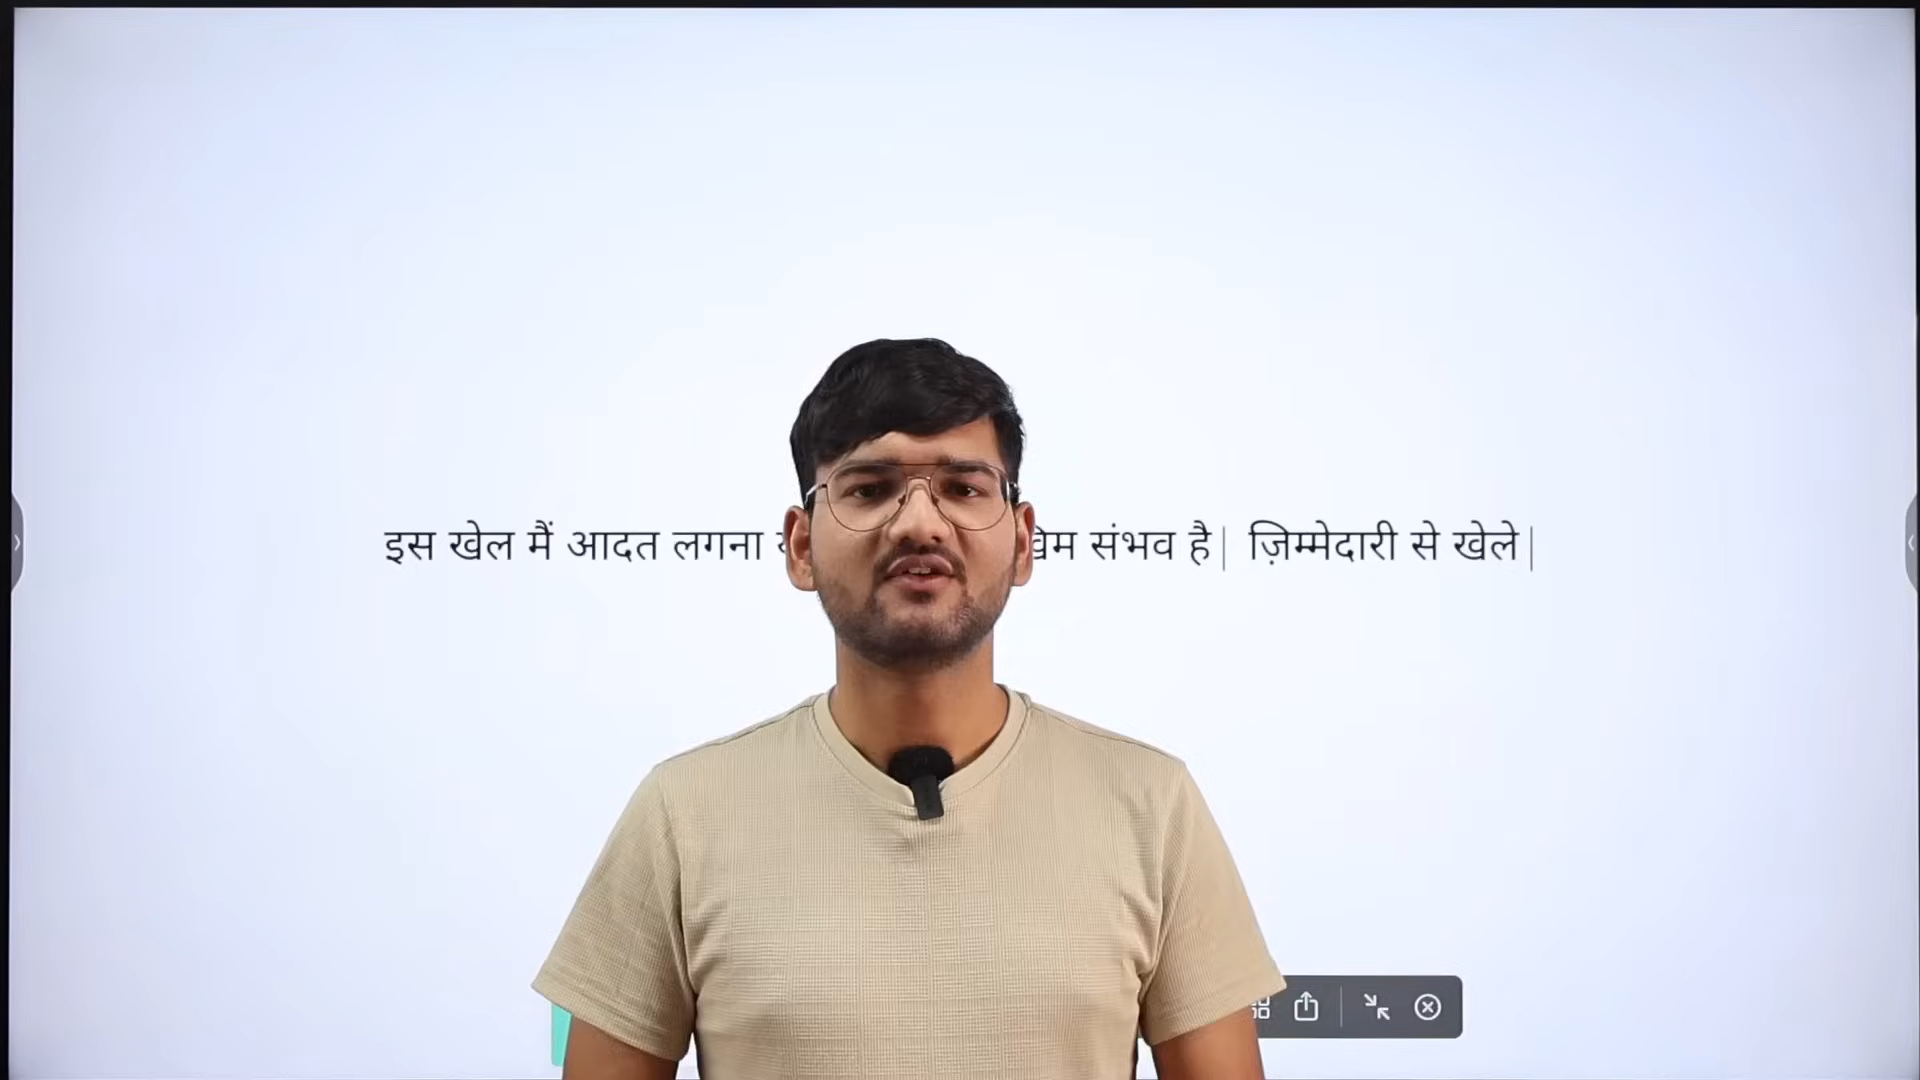 इस खेल मैं आदत लगना संभव है| ज़िम्मेदारी से खेले|